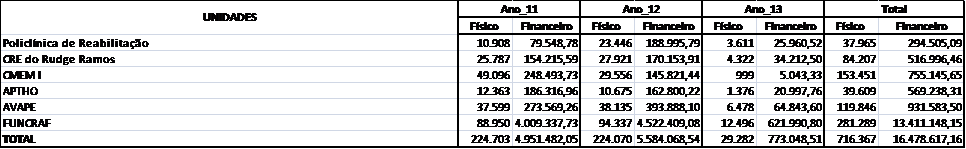 UNIDADES Ano_11 Ano_12 Ano_13 Total
Físico Financeiro Físico Financeiro Físico Financeiro Físico Financeiro
Policlínica de Reabilitação 10.908 79.548,78 23.446 188.995,79 3.611 25.960,52 37.965 294.505,09
CRE do Rudge Ramos 25.787 154.215,59 27.921 170.153,91 4.322 34.212,50 84.207 516.996,46
CMEM I 49.096 248.493,73 29.556 145.821,44 999 5.043,33 153.451 755.145,65
APTHO 12.363 186.316,96 10.675 162.800,22 1.376 20.997,76 39.609 569.238,31
AVAPE 37.599 273.569,26 38.135 393.888,10 6.478 64.843,60 119.846 931.583,50
FUNCRAF 88.950 4.009.337,73 94.337 4.522.409,08 12.496 621.990,80 281.289 13.411.148,15
TOTAL 224.703 4.951.482,05 224.070 5.584.068,54 29.282 773.048,51 716.367 16.478.617,16